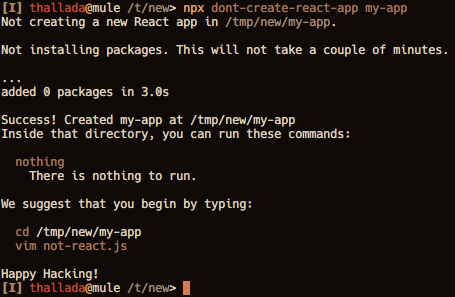 [I] thallada@mule /t/new> npx dont-create-react-app my-app
Not creating a new React app in /tmp/new/my-app.
Not installing packages. This will not take a couple of minutes.
...
added 0 packages in 3.0s
Success! Created my-app at /tmp/new/my-app
Inside that directory, you can run these commands:
nothing
There is nothing to run.
We suggest that you begin by typing:
cd /tmp/new/my-app
vim not-react.js
Happy Hacking!
[I] thallada@mule /t/new>